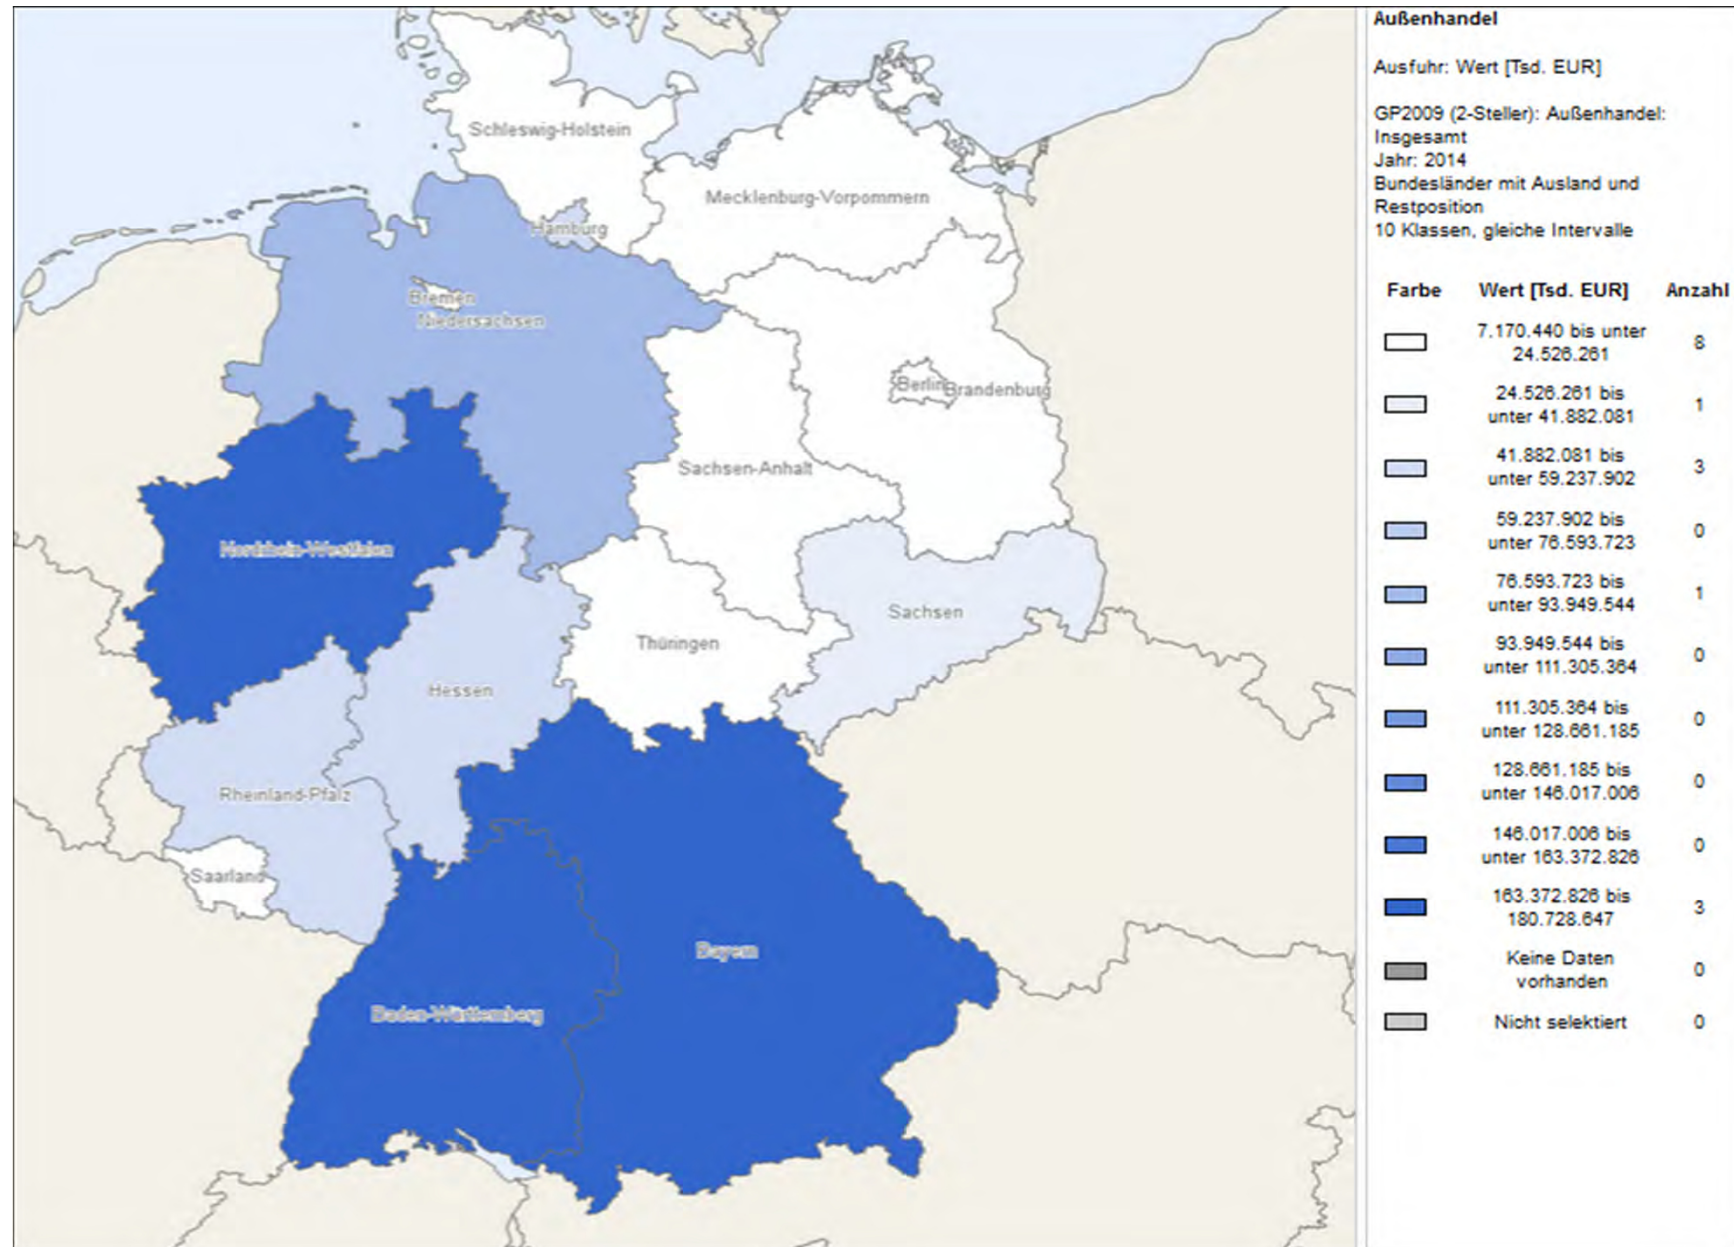 Schleswig-Holstein
Mecklenburg-Vorpommern
Hamburg
Bremen
Niedersachsen
Berlin
Brandenburg
Sachsen-Anhalt
Nordrhein-Westfalen
Sachsen
Thüringen
Hessen
Rheinland-Pfalz
Saarland
Bayern
Baden-Württemberg
Außenhandel
Ausfuhr: Wert [Tsd. EUR]
GP2009 (2-Steller): Außenhandel:
Insgesamt
Jahr: 2014
Bundesländer mit Ausland und
Restposition
10 Klassen, gleiche Intervalle
Farbe Wert [Tsd. EUR] Anzahl
7.170.440 bis unter
24.526.261 8
24.526.261 bis
unter 41.882.081 1
41.882.081 bis
unter 59.237.902 3
59.237.902 bis
unter 76.593.723 0
76.593.723 bis
unter 93.949.544 1
93.949.544 bis
unter 111.305.364 0
111.305.364 bis
unter 128.661.185 0
128.661.185 bis
unter 146.017.006 0
146.017.006 bis
unter 163.372.826 0
163.372.826 bis
180.728.647 3
Keine Daten
vorhanden 0
Nicht selektiert 0